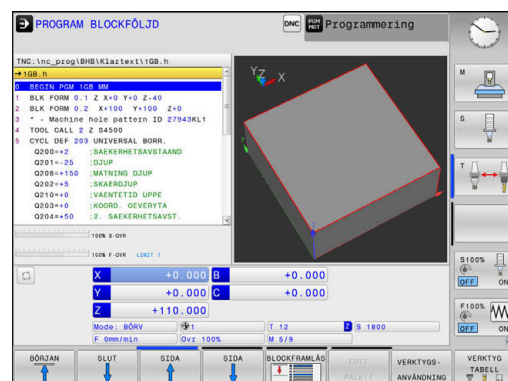 PROGRAM BLOCKFÖLJD
DNC
PGM MGT
Programmering
TNC:\nc_prog\BHB\Klartext\1GB.h
→1GB.h
0 BEGIN PGM 1GB MM
1 BLK FORM 0.1 Z X+0 Y+0 Z-40
2 BLK FORM 0.2 X+100 Y+100 Z+0
3 * - Machine hole pattern ID 27943KL1
4 TOOL CALL 2 Z S4500
5 CYCL DEF 203 UNIVERSAL BORR.
Q200=+2 ;SAEKERHETSAVSTAAND
Q201=-25 ;DJUP
Q206=+150 ;MATNING DJUP
Q202=+5 ;SKAERDJUP
Q210=+0 ;VAENTETID UPPE
Q203=+0 ;KOORD. OEVERYTA
Q204=+50 ;2. SAEKERHETSAVST.
Y Z X
100% S-OVR
100% F-OVR LIMIT 1
X +0.000 B +0.000
Y +0.000 C +0.000
Z +110.000
Mode: BÖRV 1 T 12 Z S 1800
F 0mm/min Ovr 100% M 5/9
M
S
T
S100%
OFF ON
F100%
OFF ON
BÖRJAN
SLUT
SIDA
SIDA
BLOCKFRAMLÄS
EDIT
PALETT
VERKTYGS-
ANVÄNDNING
VERKTYG
TABELL